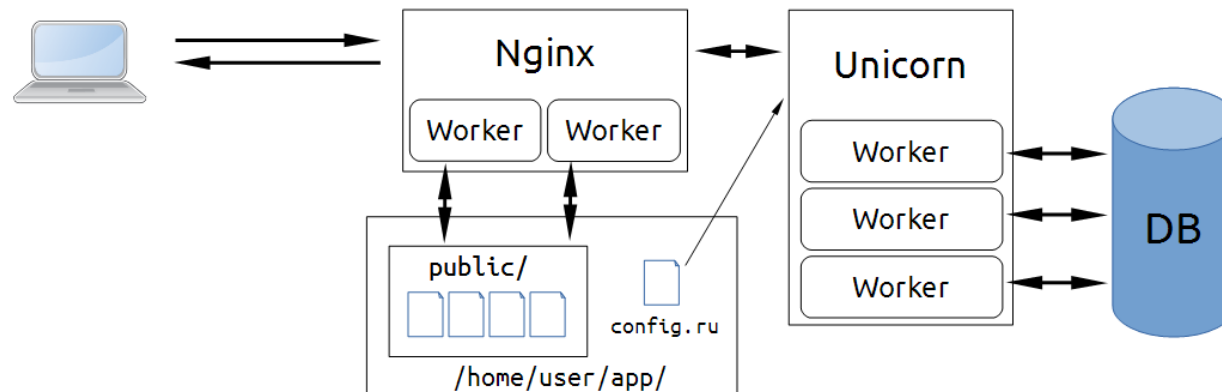 Nginx
Worker
Worker
Unicorn
Worker
Worker
Worker
DB
public/
config.ru
/home/user/app/